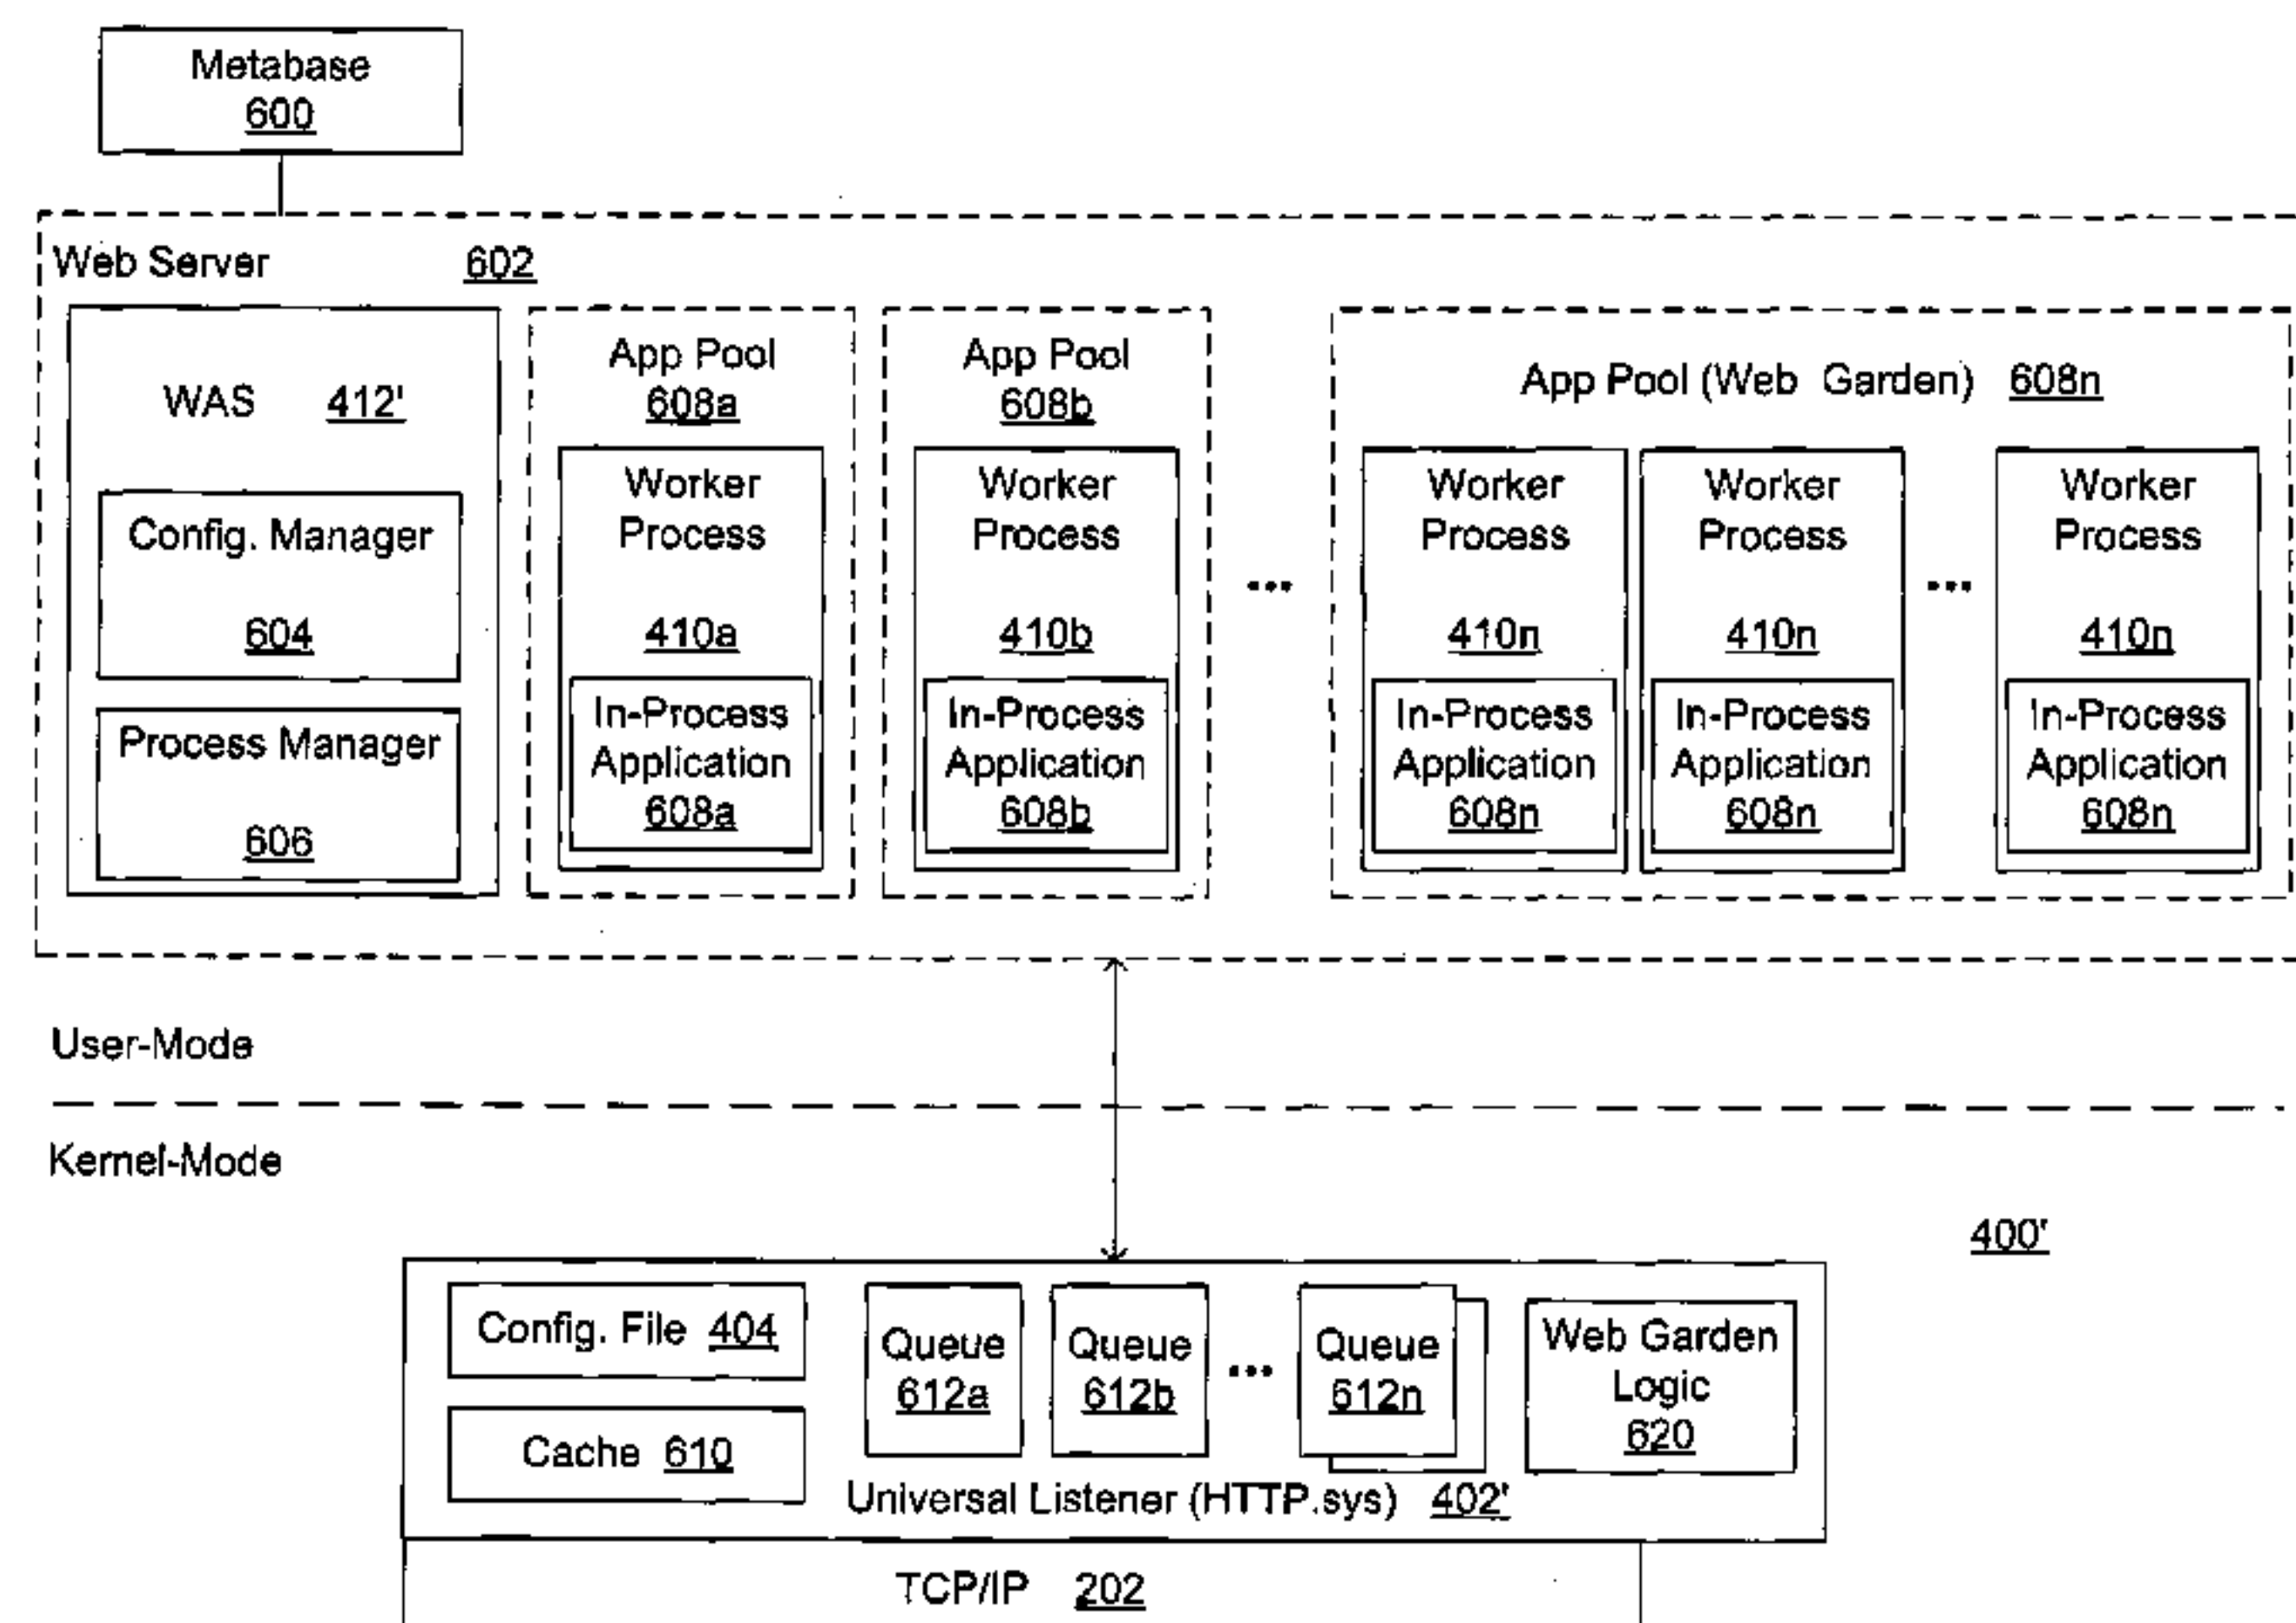 Metabase
600
Web Server 602
WAS 412'
Config. Manager
604
Process Manager
606
App Pool
608a
Worker
Process
410a
In-Process
Application
608a
App Pool
608b
Worker
Process
410b
In-Process
Application
608b
...
App Pool (Web Garden) 608n
Worker
Process
410n
In-Process
Application
608n
Worker
Process
410n
In-Process
Application
608n
...
Worker
Process
410n
In-Process
Application
608n
User-Mode
Kernel-Mode
400'
Config. File 404
Cache 610
Queue
612a
Queue
612b
...
Queue
612n
Web Garden
Logic
620
Universal Listener (HTTP.sys) 402'
TCP/IP 202